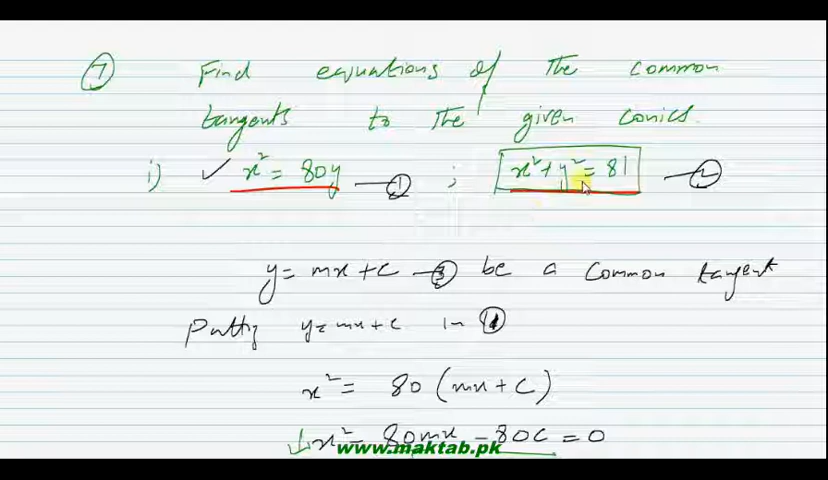 7 Find equations of the common
tangents to the given conics.
i) ✓ x² = 80y — 1 ; x² + y² = 81 — 2
y = mx + c — 3 be a common tangent
Putting y = mx + c in 1
x² = 80 (mx + c)
x² = 80mx - 80c = 0
www.maktab.pk